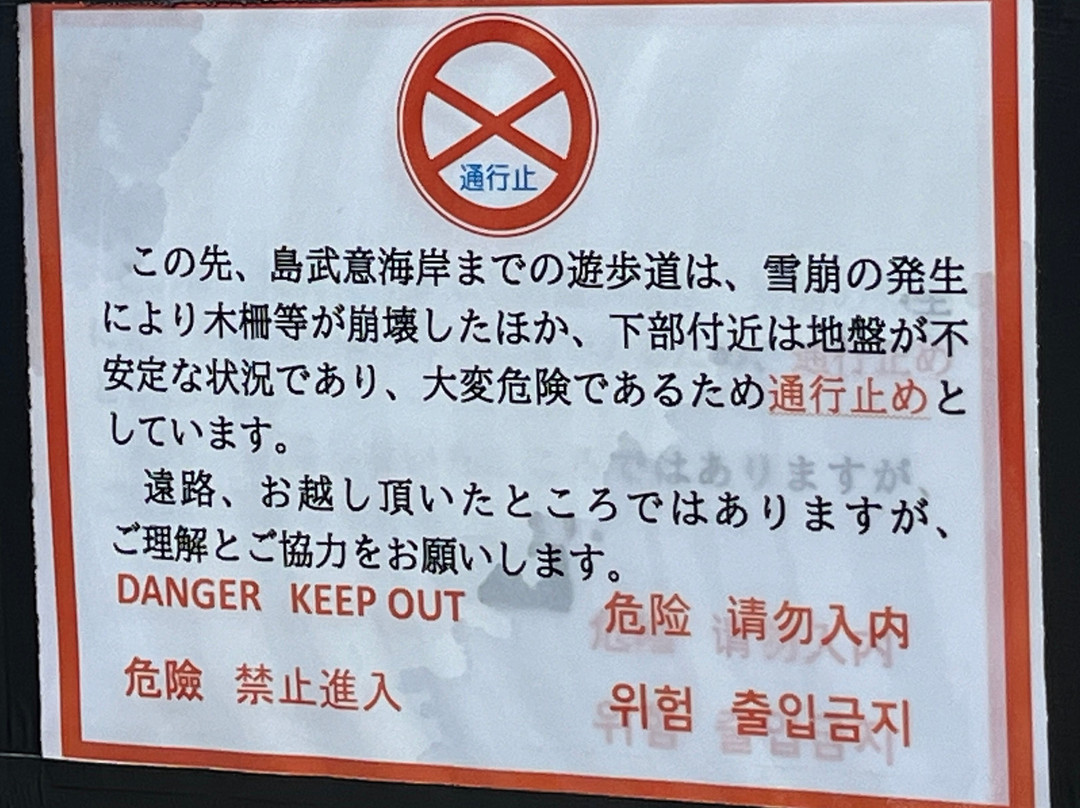 通行止
この先、島武意海岸までの遊歩道は、雪崩の発生
により木柵等が崩壊したほか、下部付近は地盤が不
安定な状況であり、大変危険であるため通行止めと
しています。
遠路、お越し頂いたところではありますが、
ご理解とご協力をお願いします。
DANGER KEEP OUT
危険 请勿入内
危險 禁止進入
위험 출입금지